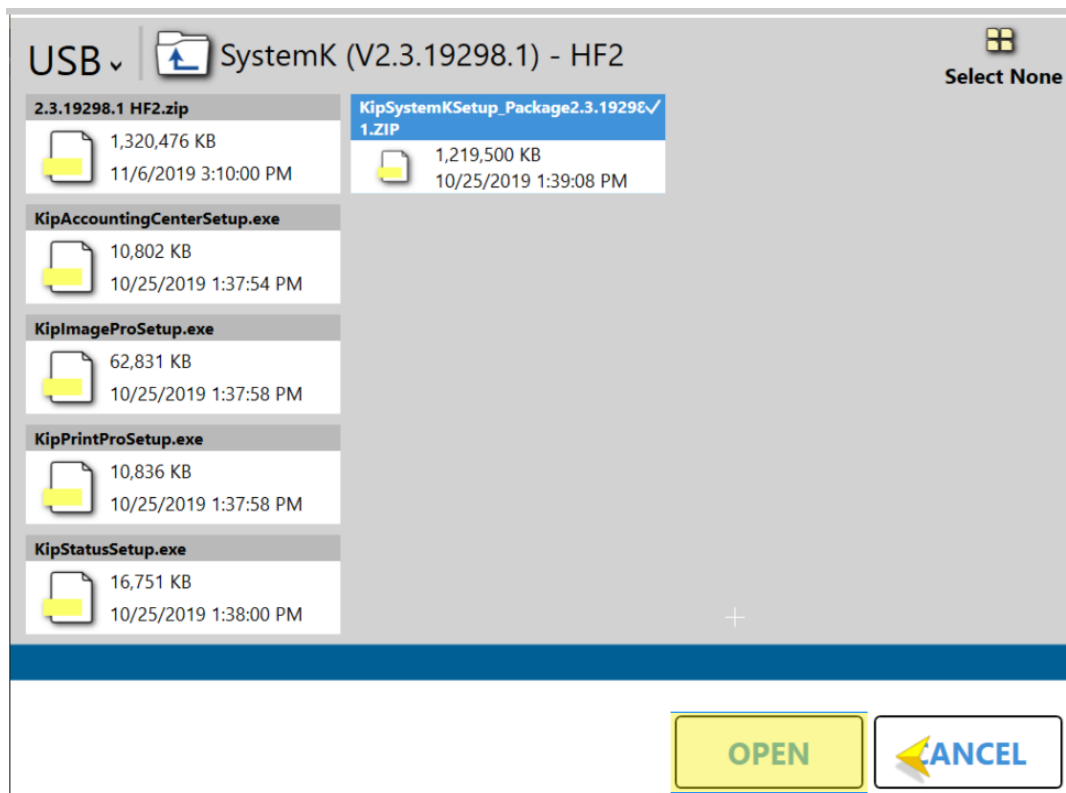 USB
SystemK (V2.3.19298.1) - HF2
Select None
2.3.19298.1 HF2.zip
1,320,476 KB
11/6/2019 3:10:00 PM
KipSystemKSetup_Package2.3.19298
1.ZIP
1,219,500 KB
10/25/2019 1:39:08 PM
KipAccountingCenterSetup.exe
10,802 KB
10/25/2019 1:37:54 PM
KipImageProSetup.exe
62,831 KB
10/25/2019 1:37:58 PM
KipPrintProSetup.exe
10,836 KB
10/25/2019 1:37:58 PM
KipStatusSetup.exe
16,751 KB
10/25/2019 1:38:00 PM
OPEN
CANCEL